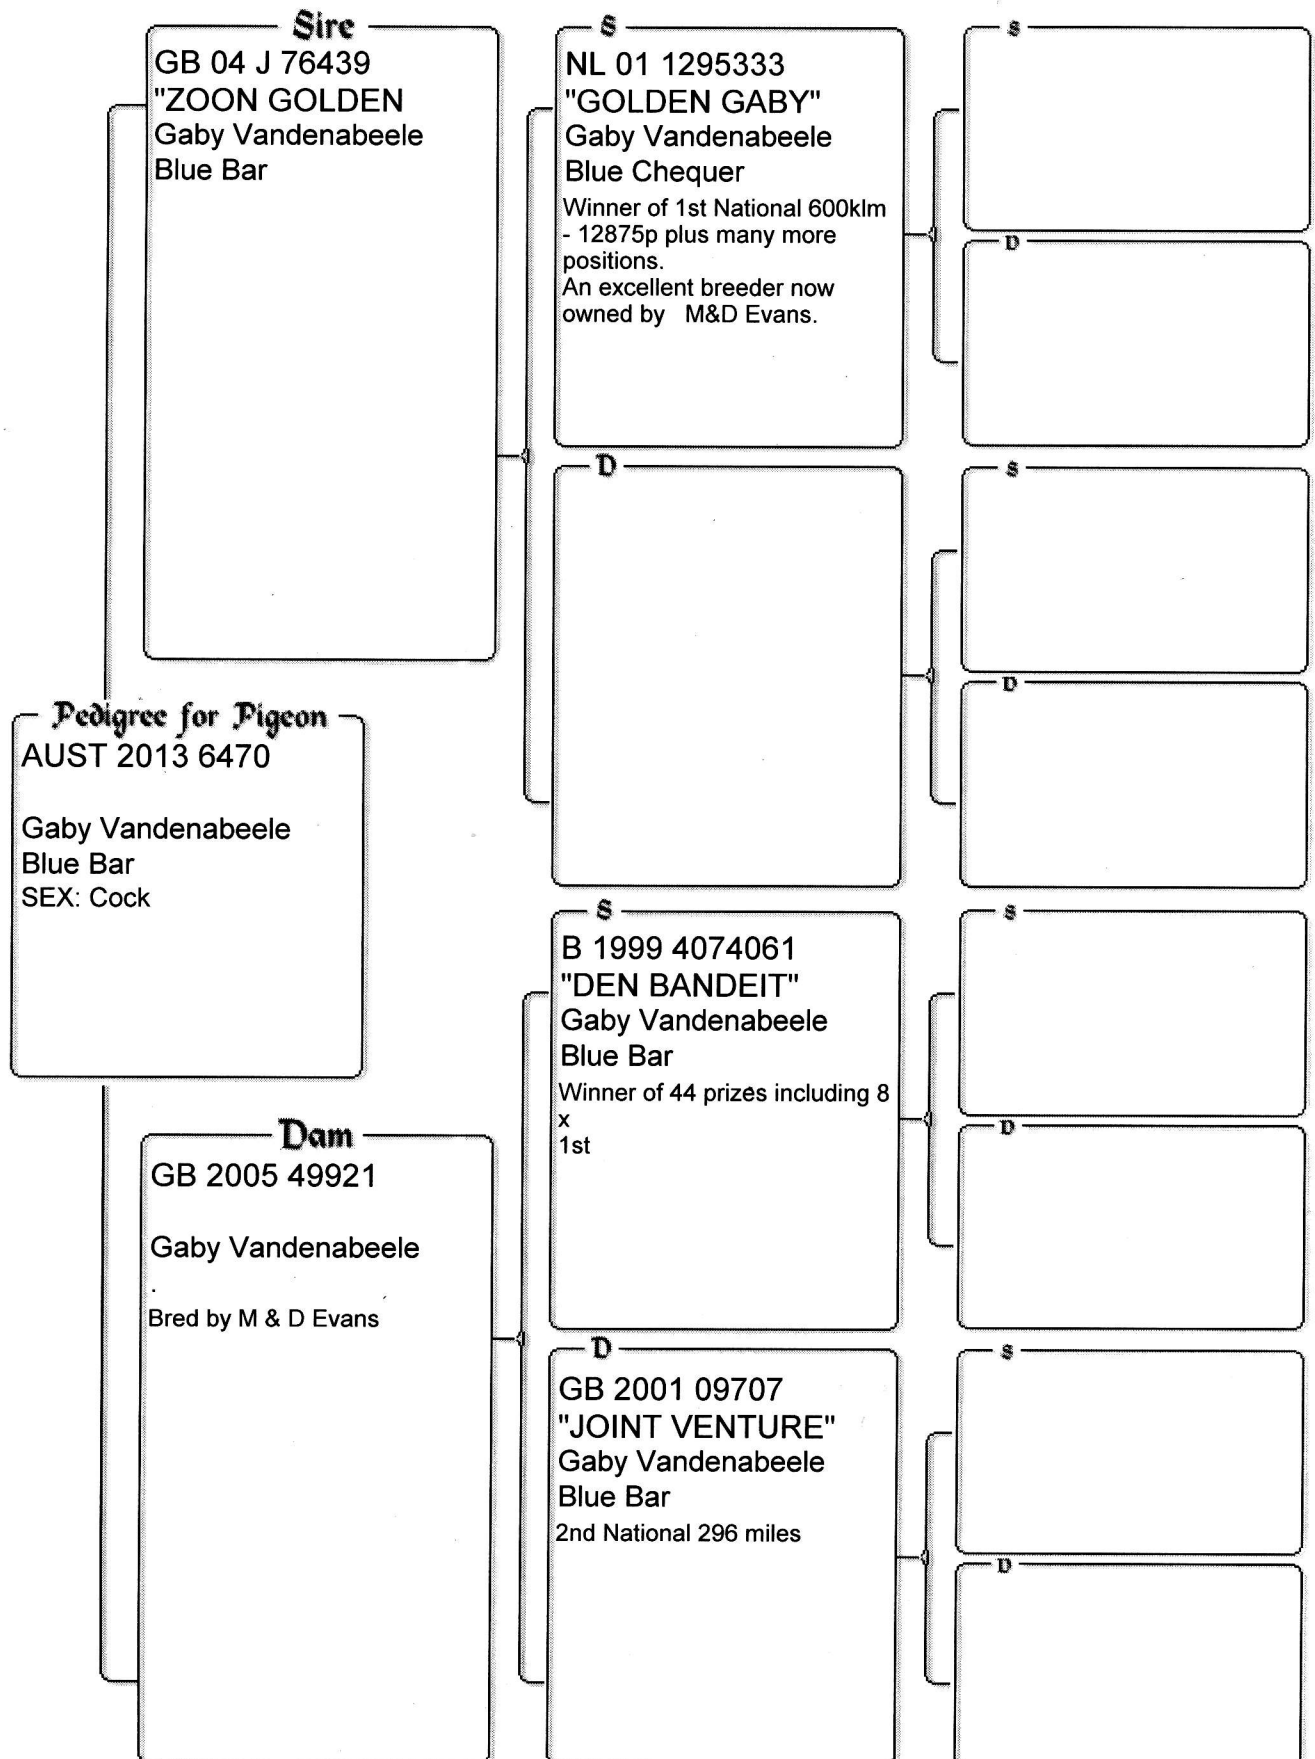 Sire
GB 04 J 76439
"ZOON GOLDEN
Gaby Vandenabeele
Blue Bar
S
NL 01 1295333
"GOLDEN GABY"
Gaby Vandenabeele
Blue Chequer
Winner of 1st National 600klm
- 12875p plus many more
positions.
An excellent breeder now
owned by M&D Evans.
S
D
D
S
D
Pedigree for Pigeon
AUST 2013 6470
Gaby Vandenabeele
Blue Bar
SEX: Cock
Dam
GB 2005 49921
Gaby Vandenabeele
.
Bred by M & D Evans
S
B 1999 4074061
"DEN BANDEIT"
Gaby Vandenabeele
Blue Bar
Winner of 44 prizes including 8
x
1st
S
D
D
GB 2001 09707
"JOINT VENTURE"
Gaby Vandenabeele
Blue Bar
2nd National 296 miles
S
D